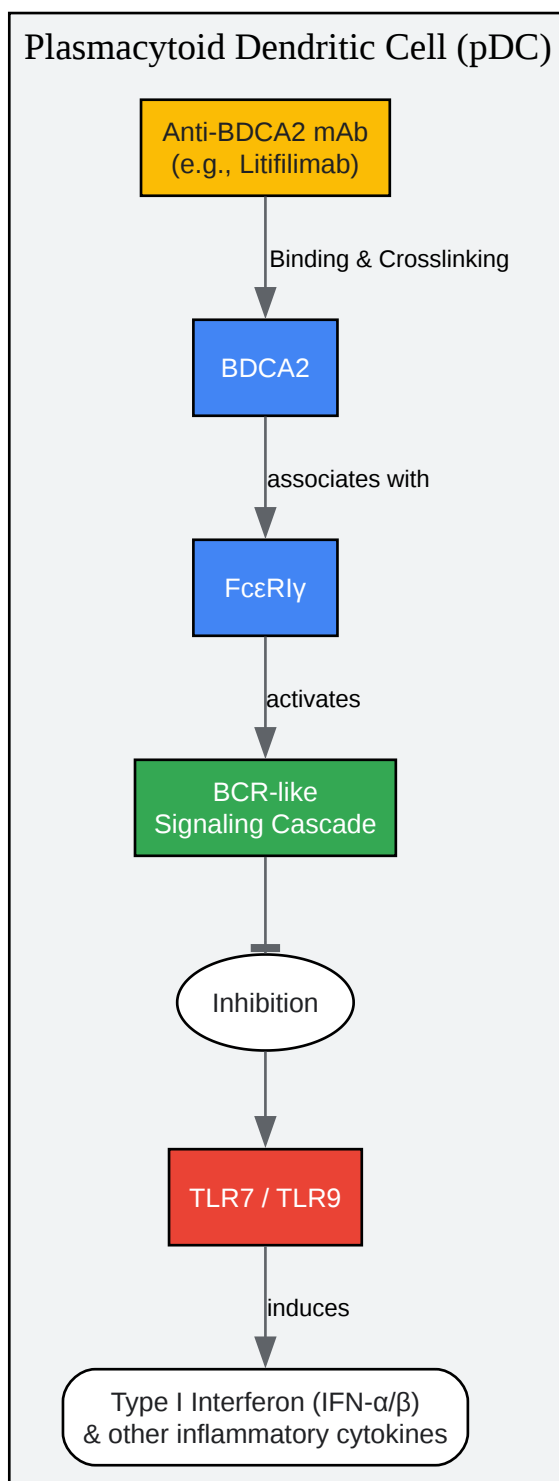 Plasmacytoid Dendritic Cell (pDC)
Anti-BDCA2 mAb
(e.g., Litifilimab)
Binding & Crosslinking
BDCA2
associates with
FcεRIγ
activates
BCR-like
Signaling Cascade
Inhibition
TLR7 / TLR9
induces
Type I Interferon (IFN-α/β)
& other inflammatory cytokines